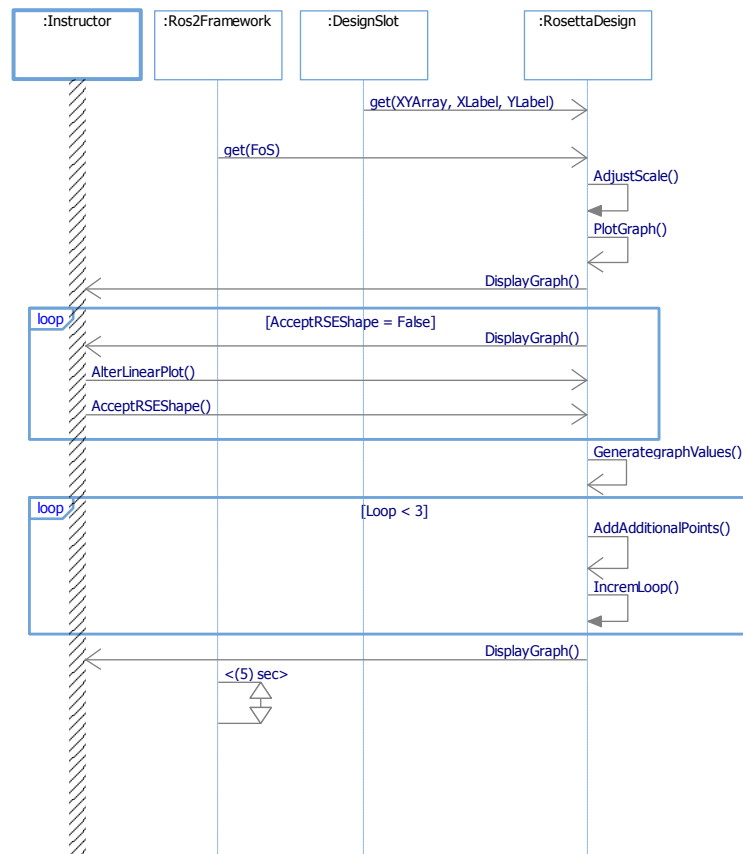 :Instructor
:Ros2Framework
:DesignSlot
:RosettaDesign
get(XYArray, XLabel, YLabel)
get(FoS)
AdjustScale()
PlotGraph()
DisplayGraph()
loop
[AcceptRSEShape = False]
DisplayGraph()
AlterLinearPlot()
AcceptRSEShape()
GenerategraphValues()
loop
[Loop < 3]
AddAdditionalPoints()
IncremLoop()
DisplayGraph()
<(5) sec>